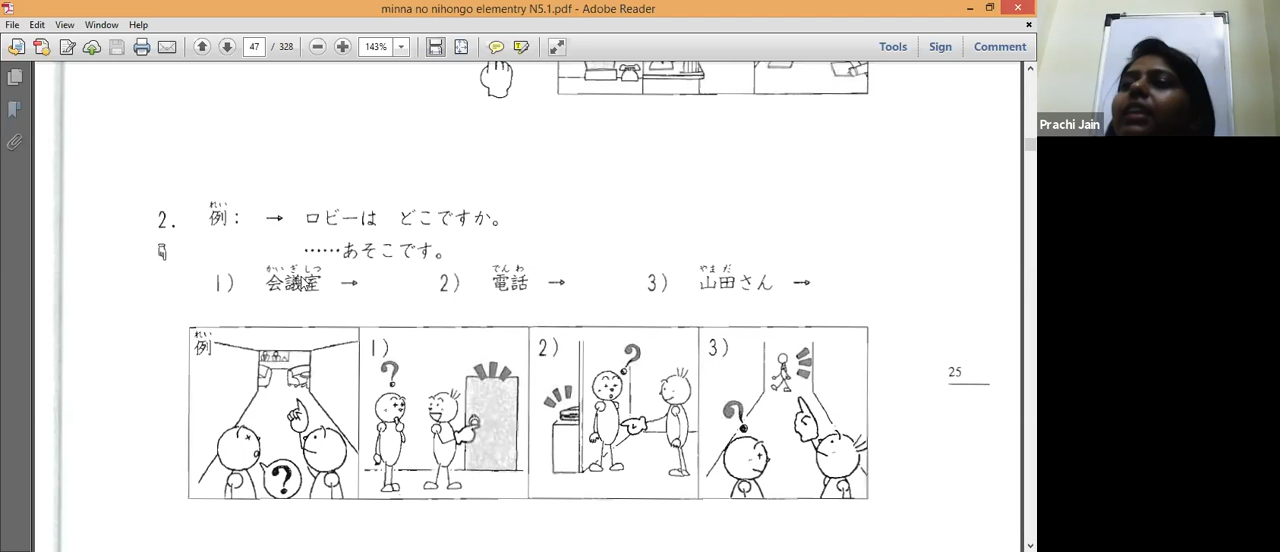 minna no nihongo elementry N5.1.pdf - Adobe Reader
File Edit View Window Help
47 / 328
143%
Tools Sign Comment
Prachi Jain
れい
2. 例： → ロビーは どこですか。
……あそこです。
かい ぎ しつ でん わ やま だ
1) 会議室 → 2) 電話 → 3) 山田さん →
れい
例 1) 2) 3)
?
?
?
?
25